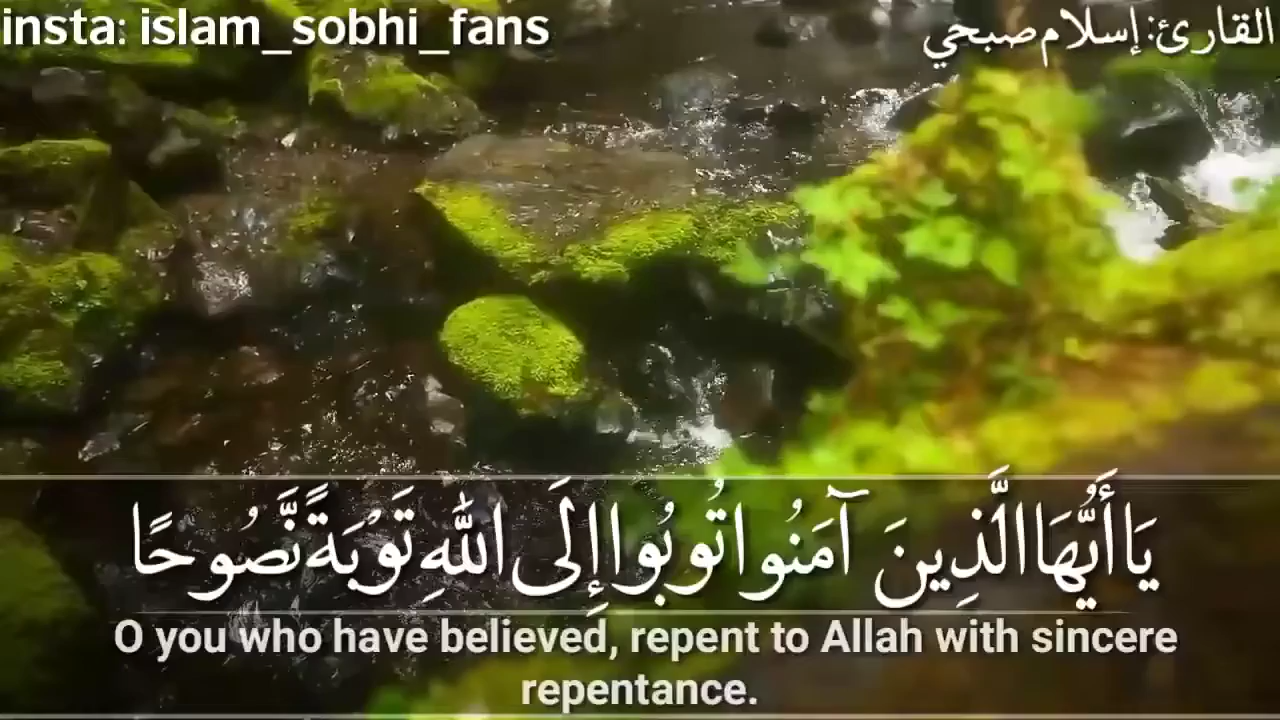 insta: islam_sobhi_fans
القارئ: إسلام صبحي
يَا أَيُّهَا الَّذِينَ آمَنُوا تُوبُوا إِلَى اللَّهِ تَوْبَةً نَّصُوحًا
O you who have believed, repent to Allah with sincere
repentance.